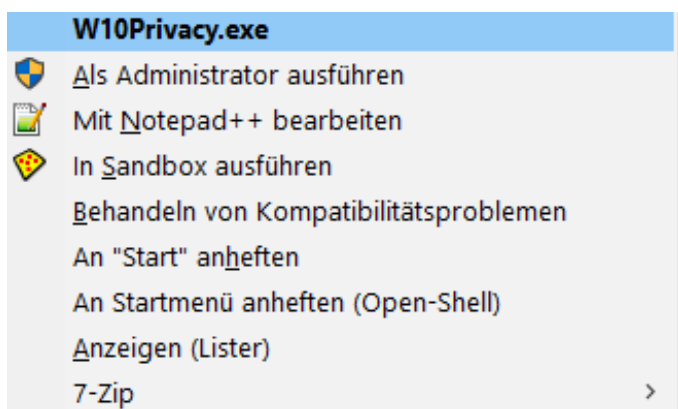 W10Privacy.exe
Als Administrator ausführen
Mit Notepad++ bearbeiten
In Sandbox ausführen
Behandeln von Kompatibilitätsproblemen
An "Start" anheften
An Startmenü anheften (Open-Shell)
Anzeigen (Lister)
7-Zip